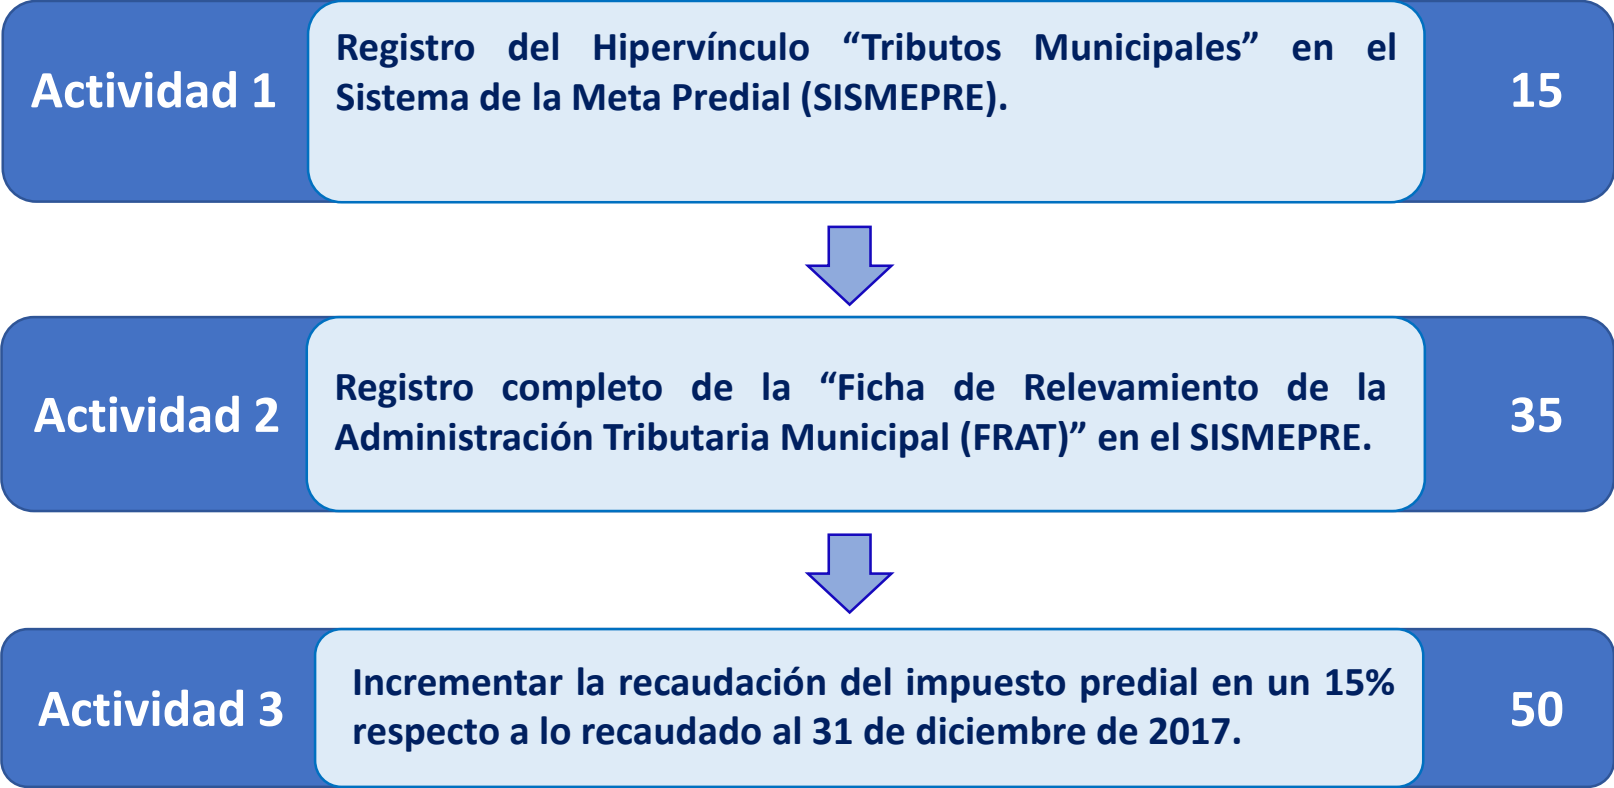 Actividad 1
Registro del Hipervínculo “Tributos Municipales” en el
Sistema de la Meta Predial (SISMEPRE).
15
Actividad 2
Registro completo de la “Ficha de Relevamiento de la
Administración Tributaria Municipal (FRAT)” en el SISMEPRE.
35
Actividad 3
Incrementar la recaudación del impuesto predial en un 15%
respecto a lo recaudado al 31 de diciembre de 2017.
50